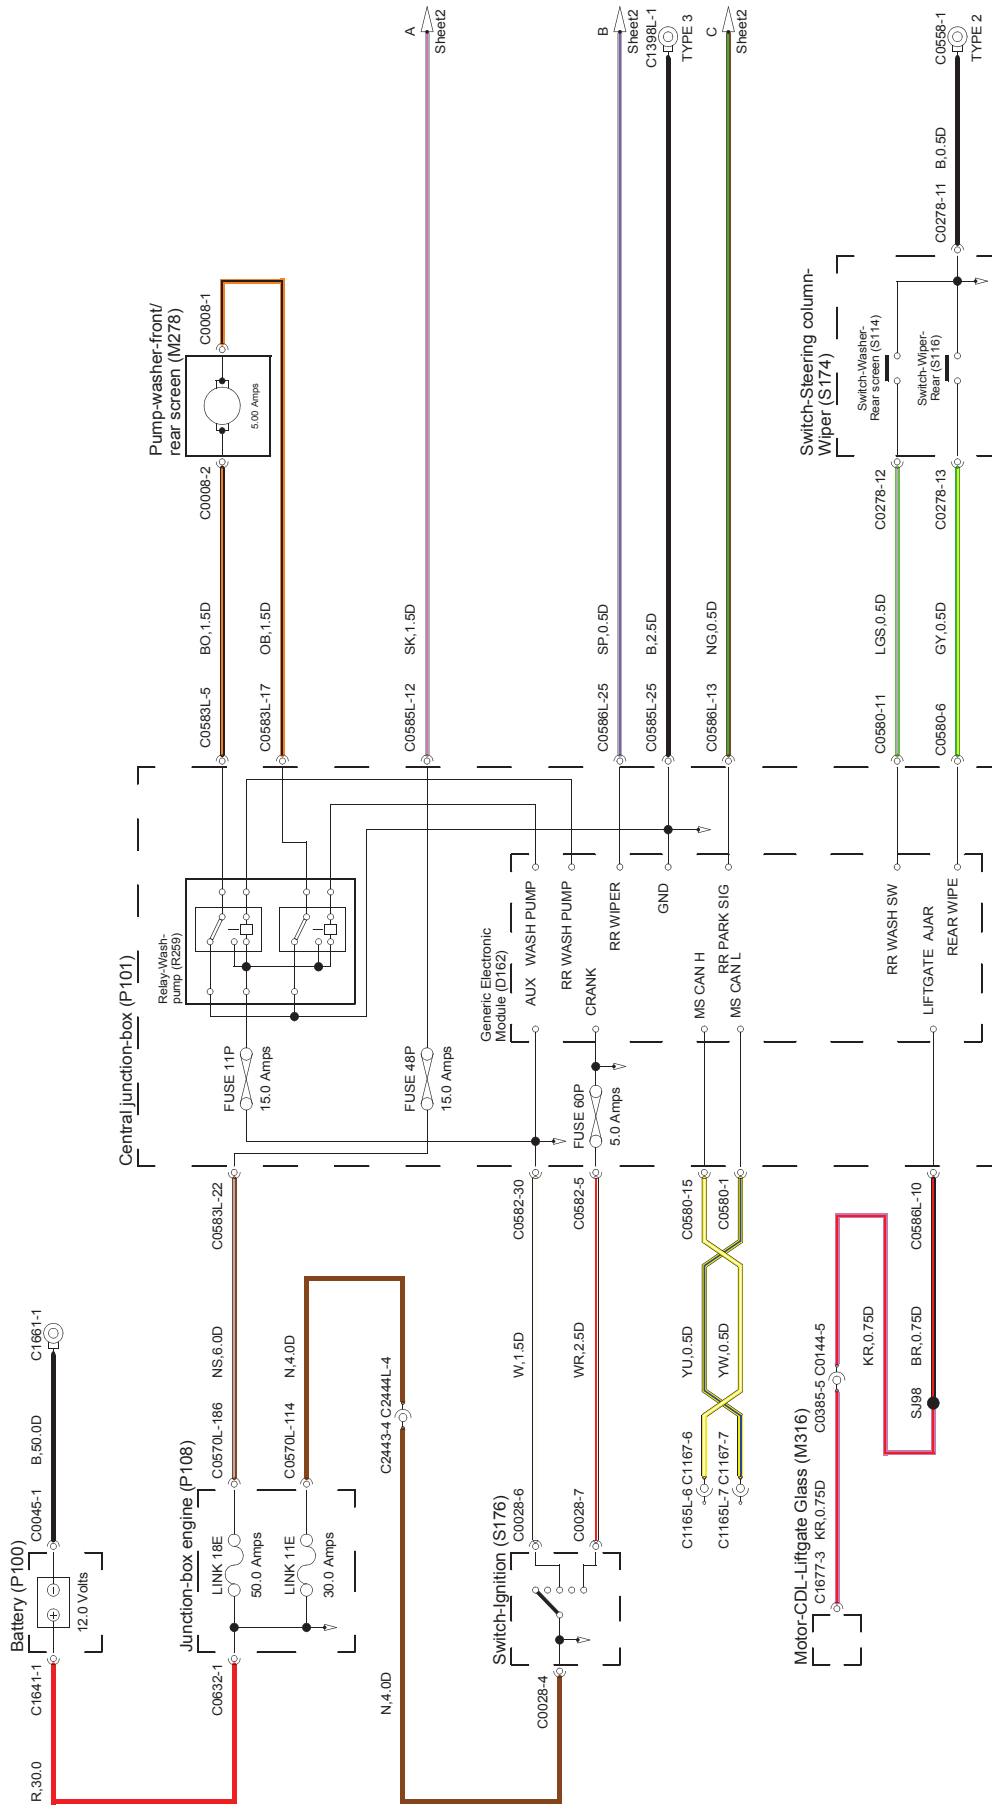 Battery (P100)
12.0 Volts
C1641-1
R,30.0
C0045-1
B,50.0D
C1661-1
Junction-box engine (P108)
LINK 18E
50.0 Amps
LINK 11E
30.0 Amps
C0632-1
C0570L-186
NS,6.0D
C0583L-22
C0570L-114
N,4.0D
C2443-4
C2444L-4
N,4.0D
Switch-Ignition (S176)
C0028-4
C0028-6
W,1.5D
C0582-30
C0028-7
WR,2.5D
C0582-5
C1165L-6
C1167-6
YU,0.5D
C0580-15
C1165L-7
C1167-7
YW,0.5D
C0580-1
Motor-CDL-Liftgate Glass (M316)
C1677-3
KR,0.75D
C0385-5
C0144-5
KR,0.75D
SJ98
BR,0.75D
C0586L-10
Central junction-box (P101)
FUSE 11P
15.0 Amps
FUSE 48P
15.0 Amps
FUSE 60P
5.0 Amps
Relay-Wash-
pump (R259)
Generic Electronic
Module (D162)
AUX WASH PUMP
RR WASH PUMP
CRANK
RR WIPER
GND
MS CAN H
RR PARK SIG
MS CAN L
RR WASH SW
LIFTGATE AJAR
REAR WIPE
C0583L-5
BO,1.5D
C0008-2
C0583L-17
OB,1.5D
C0008-1
Pump-washer-front/
rear screen (M278)
5.00 Amps
C0585L-12
SK,1.5D
A
Sheet2
C0586L-25
SP,0.5D
B
Sheet2
C0585L-25
B,2.5D
C1398L-1
TYPE 3
C0586L-13
NG,0.5D
C
Sheet2
C0580-11
LGS,0.5D
C0278-12
C0580-6
GY,0.5D
C0278-13
Switch-Steering column-
Wiper (S174)
Switch-Washer-
Rear screen (S114)
Switch-Wiper-
Rear (S116)
C0278-11
B,0.5D
C0558-1
TYPE 2